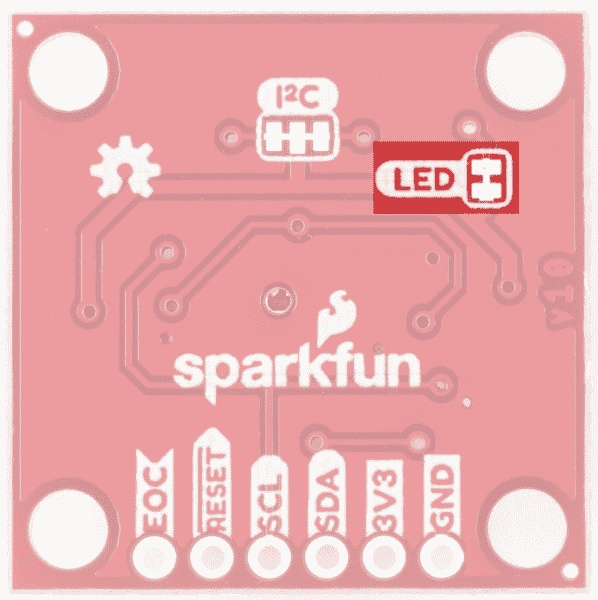 I²C
LED
v10
sparkfun
EOC
RESET
SCL
SDA
3V3
GND